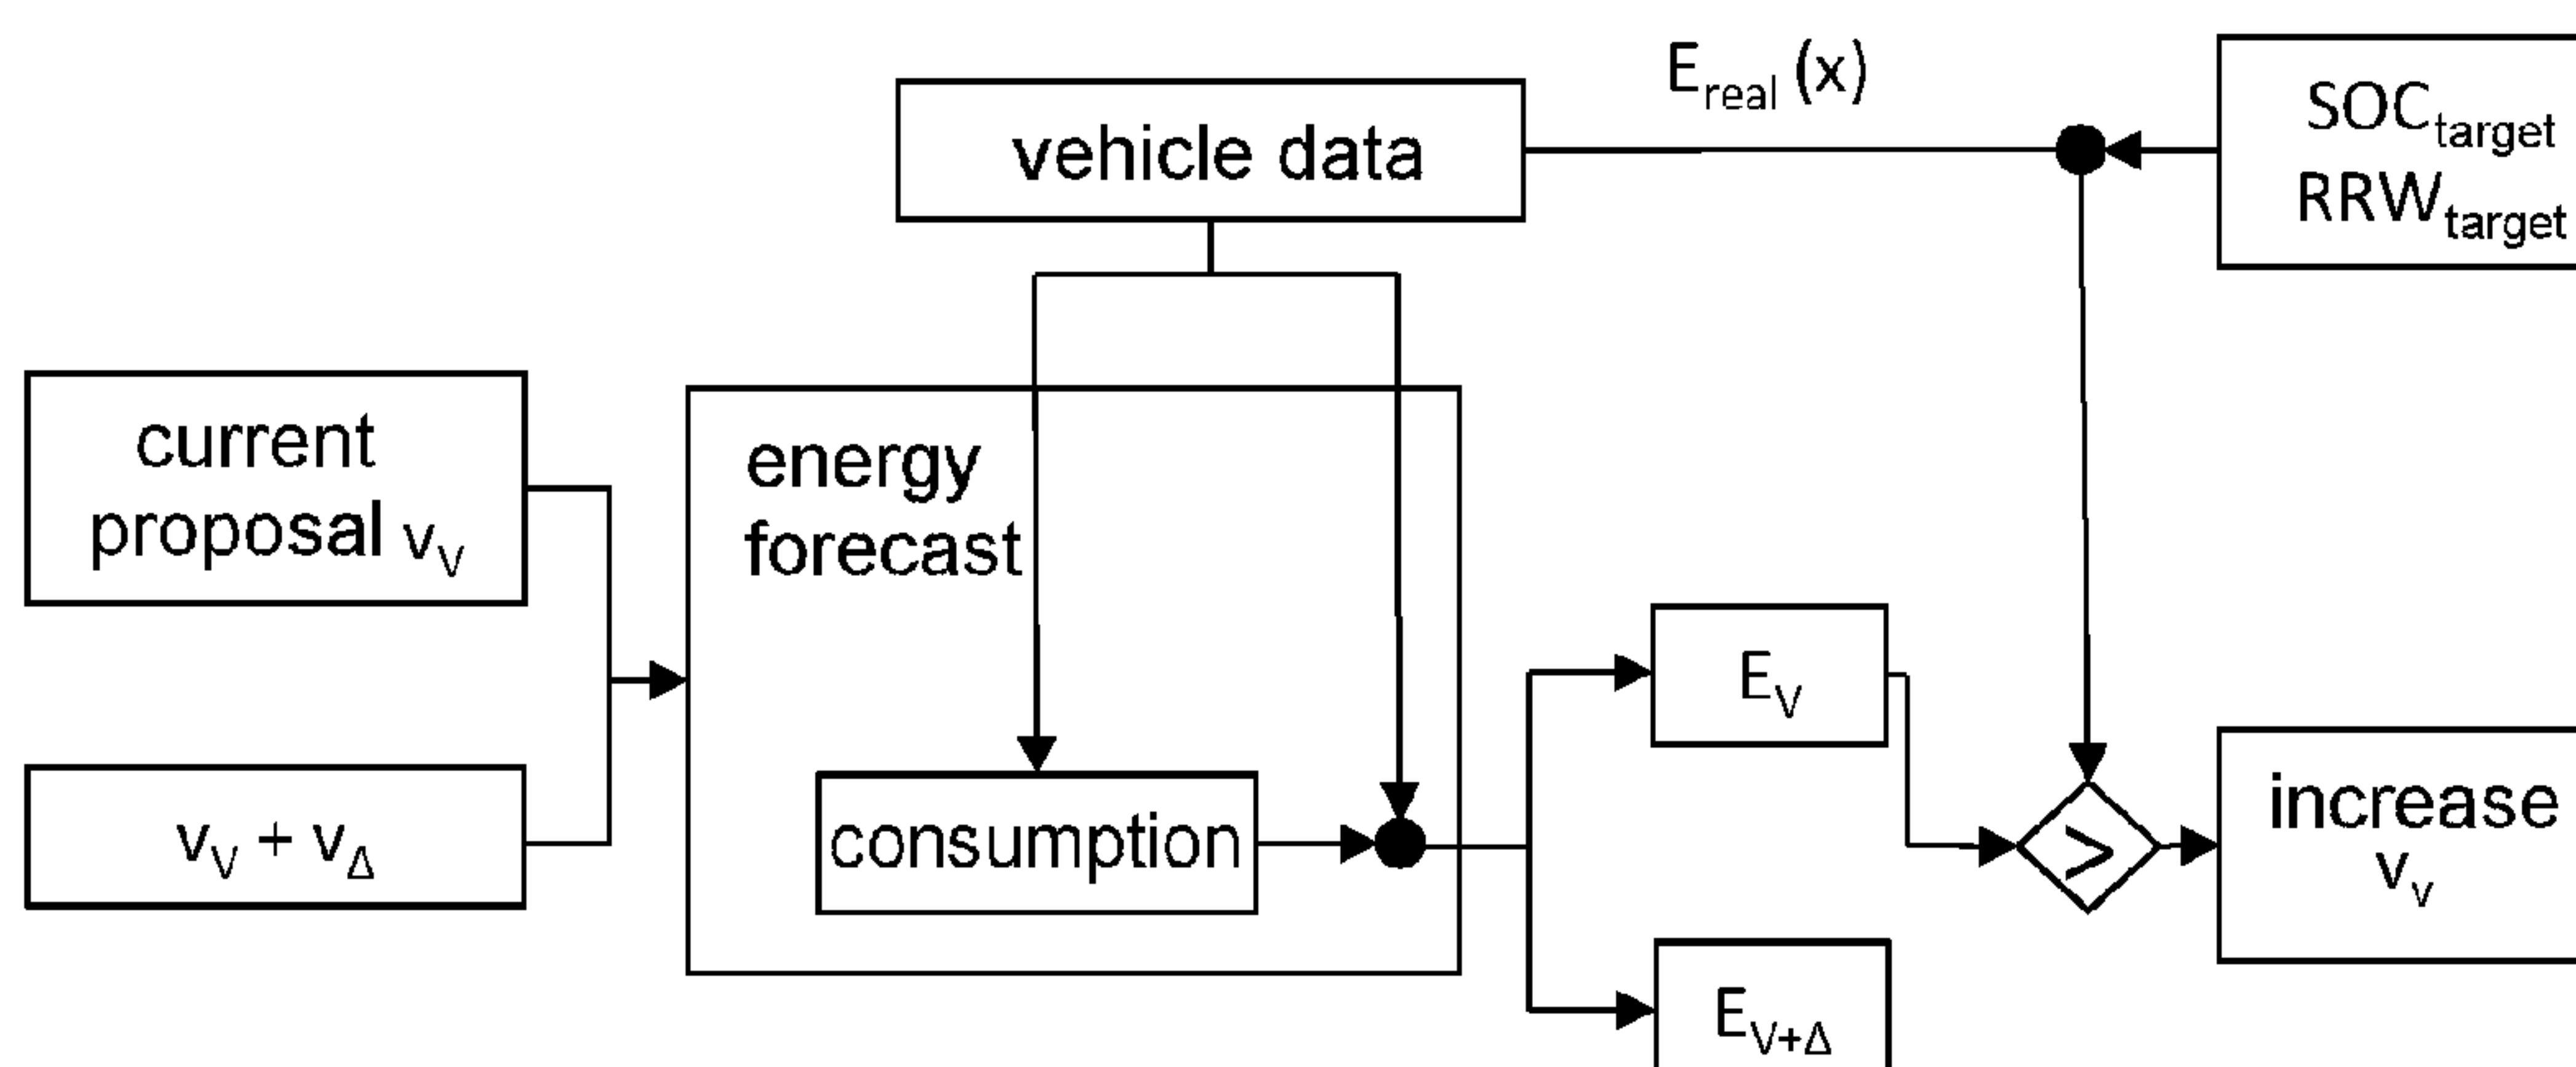 E_real (x)
SOC_target
RRW_target
vehicle data
current
proposal v_V
energy
forecast
v_V + v_Δ
consumption
E_V
E_V+Δ
>
increase
v_v